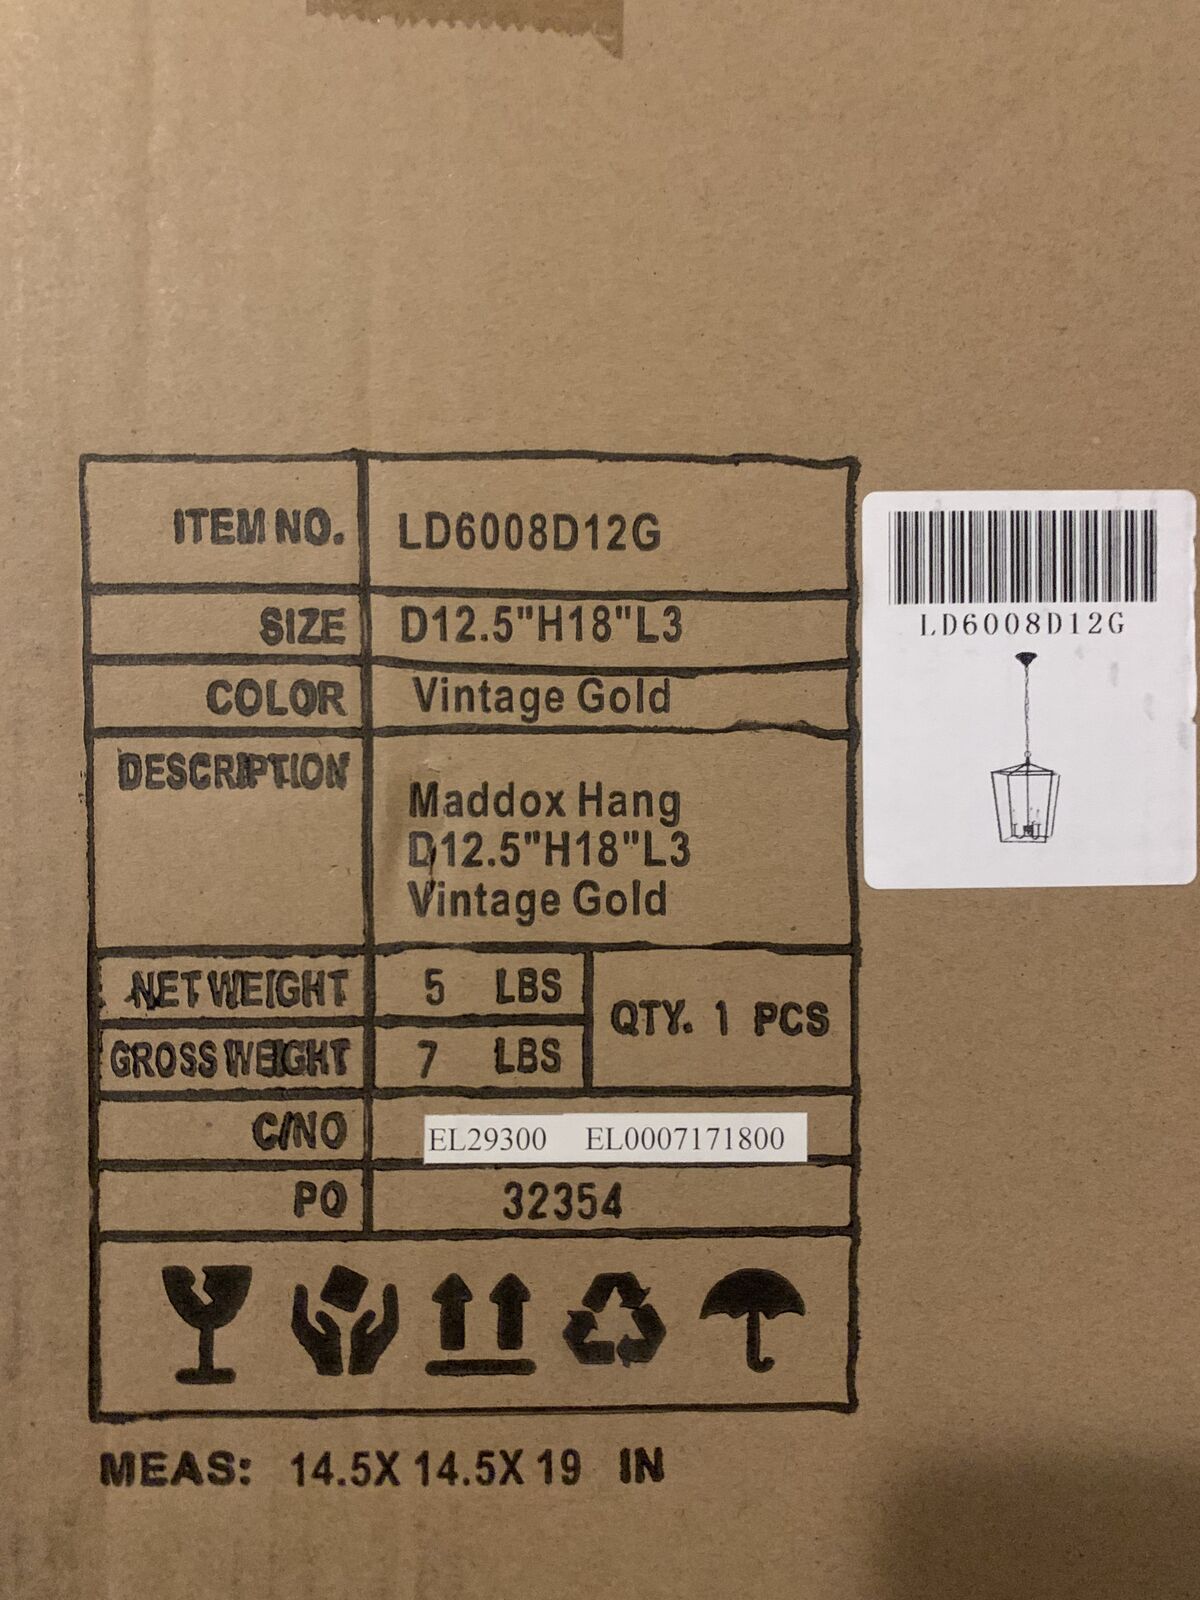 ITEM NO. LD6008D12G
SIZE D12.5"H18"L3
COLOR Vintage Gold
DESCRIPTION
Maddox Hang
D12.5"H18"L3
Vintage Gold
NET WEIGHT 5 LBS
GROSS WEIGHT 7 LBS
QTY. 1 PCS
C/NO EL29300 EL0007171800
PO 32354
MEAS: 14.5X 14.5X 19 IN
LD6008D12G